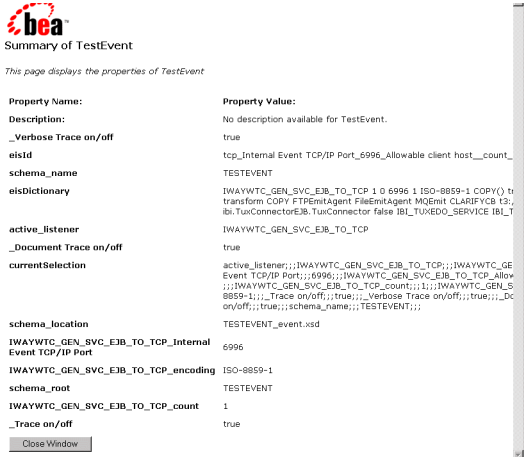 bea
Summary of TestEvent
This page displays the properties of TestEvent
Property Name: Property Value:
Description: No description available for TestEvent.
_Verbose Trace on/off true
eisId tcp_Internal Event TCP/IP Port_6996_Allowable client host__count_
schema_name TESTEVENT
eisDictionary IWAYWTC_GEN_SVC_EJB_TO_TCP 1 0 6996 1 ISO-8859-1 COPY() tr
transform COPY FTPEmitAgent FileEmitAgent MQEmit CLARIFYCB t3:,
ibi.TuxConnectorEJB.TuxConnector false IBI_TUXEDO_SERVICE IBI_T
active_listener IWAYWTC_GEN_SVC_EJB_TO_TCP
_Document Trace on/off true
currentSelection active_listener;;;IWAYWTC_GEN_SVC_EJB_TO_TCP;;;IWAYWTC_GE
Event TCP/IP Port;;;6996;;;IWAYWTC_GEN_SVC_EJB_TO_TCP_Allow
;;;IWAYWTC_GEN_SVC_EJB_TO_TCP_count;;;1;;;IWAYWTC_GEN_S
8859-1;;;_Trace on/off;;;true;;;_Verbose Trace on/off;;;true;;;_Do
on/off;;;true;;;schema_name;;;TESTEVENT;;;
schema_location TESTEVENT_event.xsd
IWAYWTC_GEN_SVC_EJB_TO_TCP_Internal
Event TCP/IP Port 6996
IWAYWTC_GEN_SVC_EJB_TO_TCP_encoding ISO-8859-1
schema_root TESTEVENT
IWAYWTC_GEN_SVC_EJB_TO_TCP_count 1
_Trace on/off true
Close Window